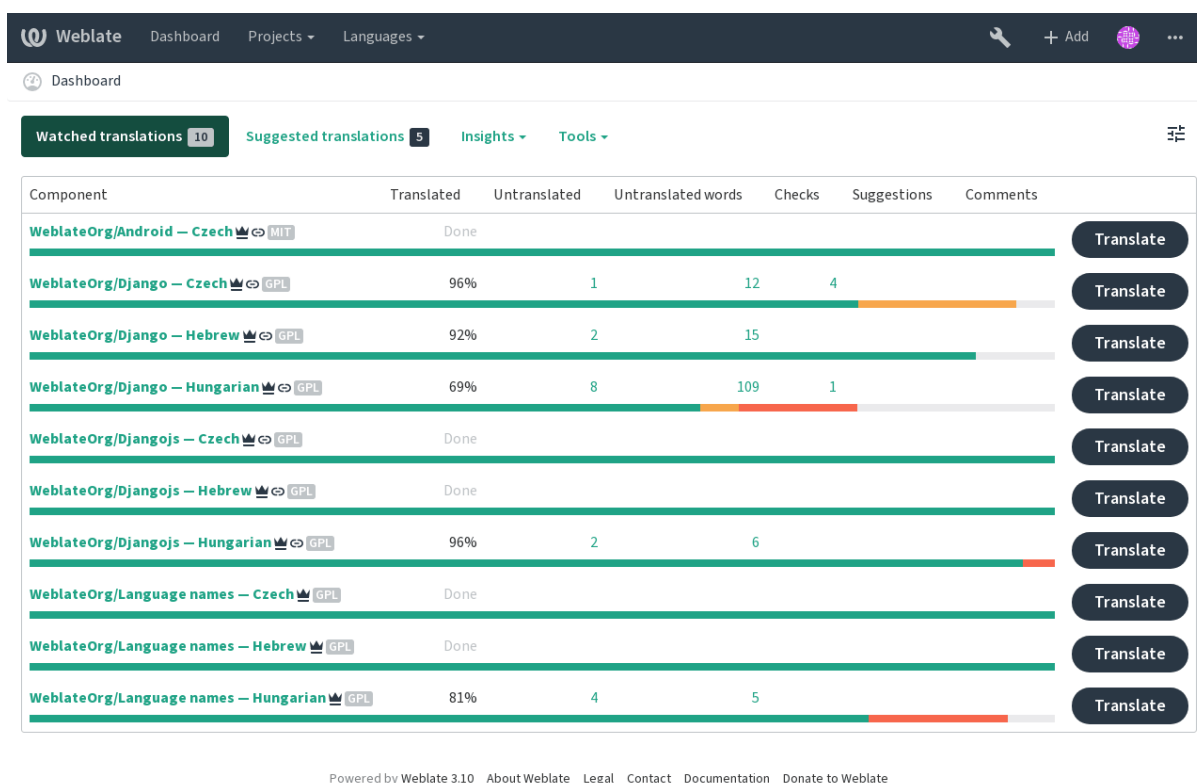 Weblate Dashboard Projects Languages Add
Dashboard
Watched translations 10 Suggested translations 5 Insights Tools
Component Translated Untranslated Untranslated words Checks Suggestions Comments
WeblateOrg/Android — Czech MIT Done Translate
WeblateOrg/Django — Czech GPL 96% 1 12 4 Translate
WeblateOrg/Django — Hebrew GPL 92% 2 15 Translate
WeblateOrg/Django — Hungarian GPL 69% 8 109 1 Translate
WeblateOrg/Djangojs — Czech GPL Done Translate
WeblateOrg/Djangojs — Hebrew GPL Done Translate
WeblateOrg/Djangojs — Hungarian GPL 96% 2 6 Translate
WeblateOrg/Language names — Czech GPL Done Translate
WeblateOrg/Language names — Hebrew GPL Done Translate
WeblateOrg/Language names — Hungarian GPL 81% 4 5 Translate
Powered by Weblate 3.10 About Weblate Legal Contact Documentation Donate to Weblate